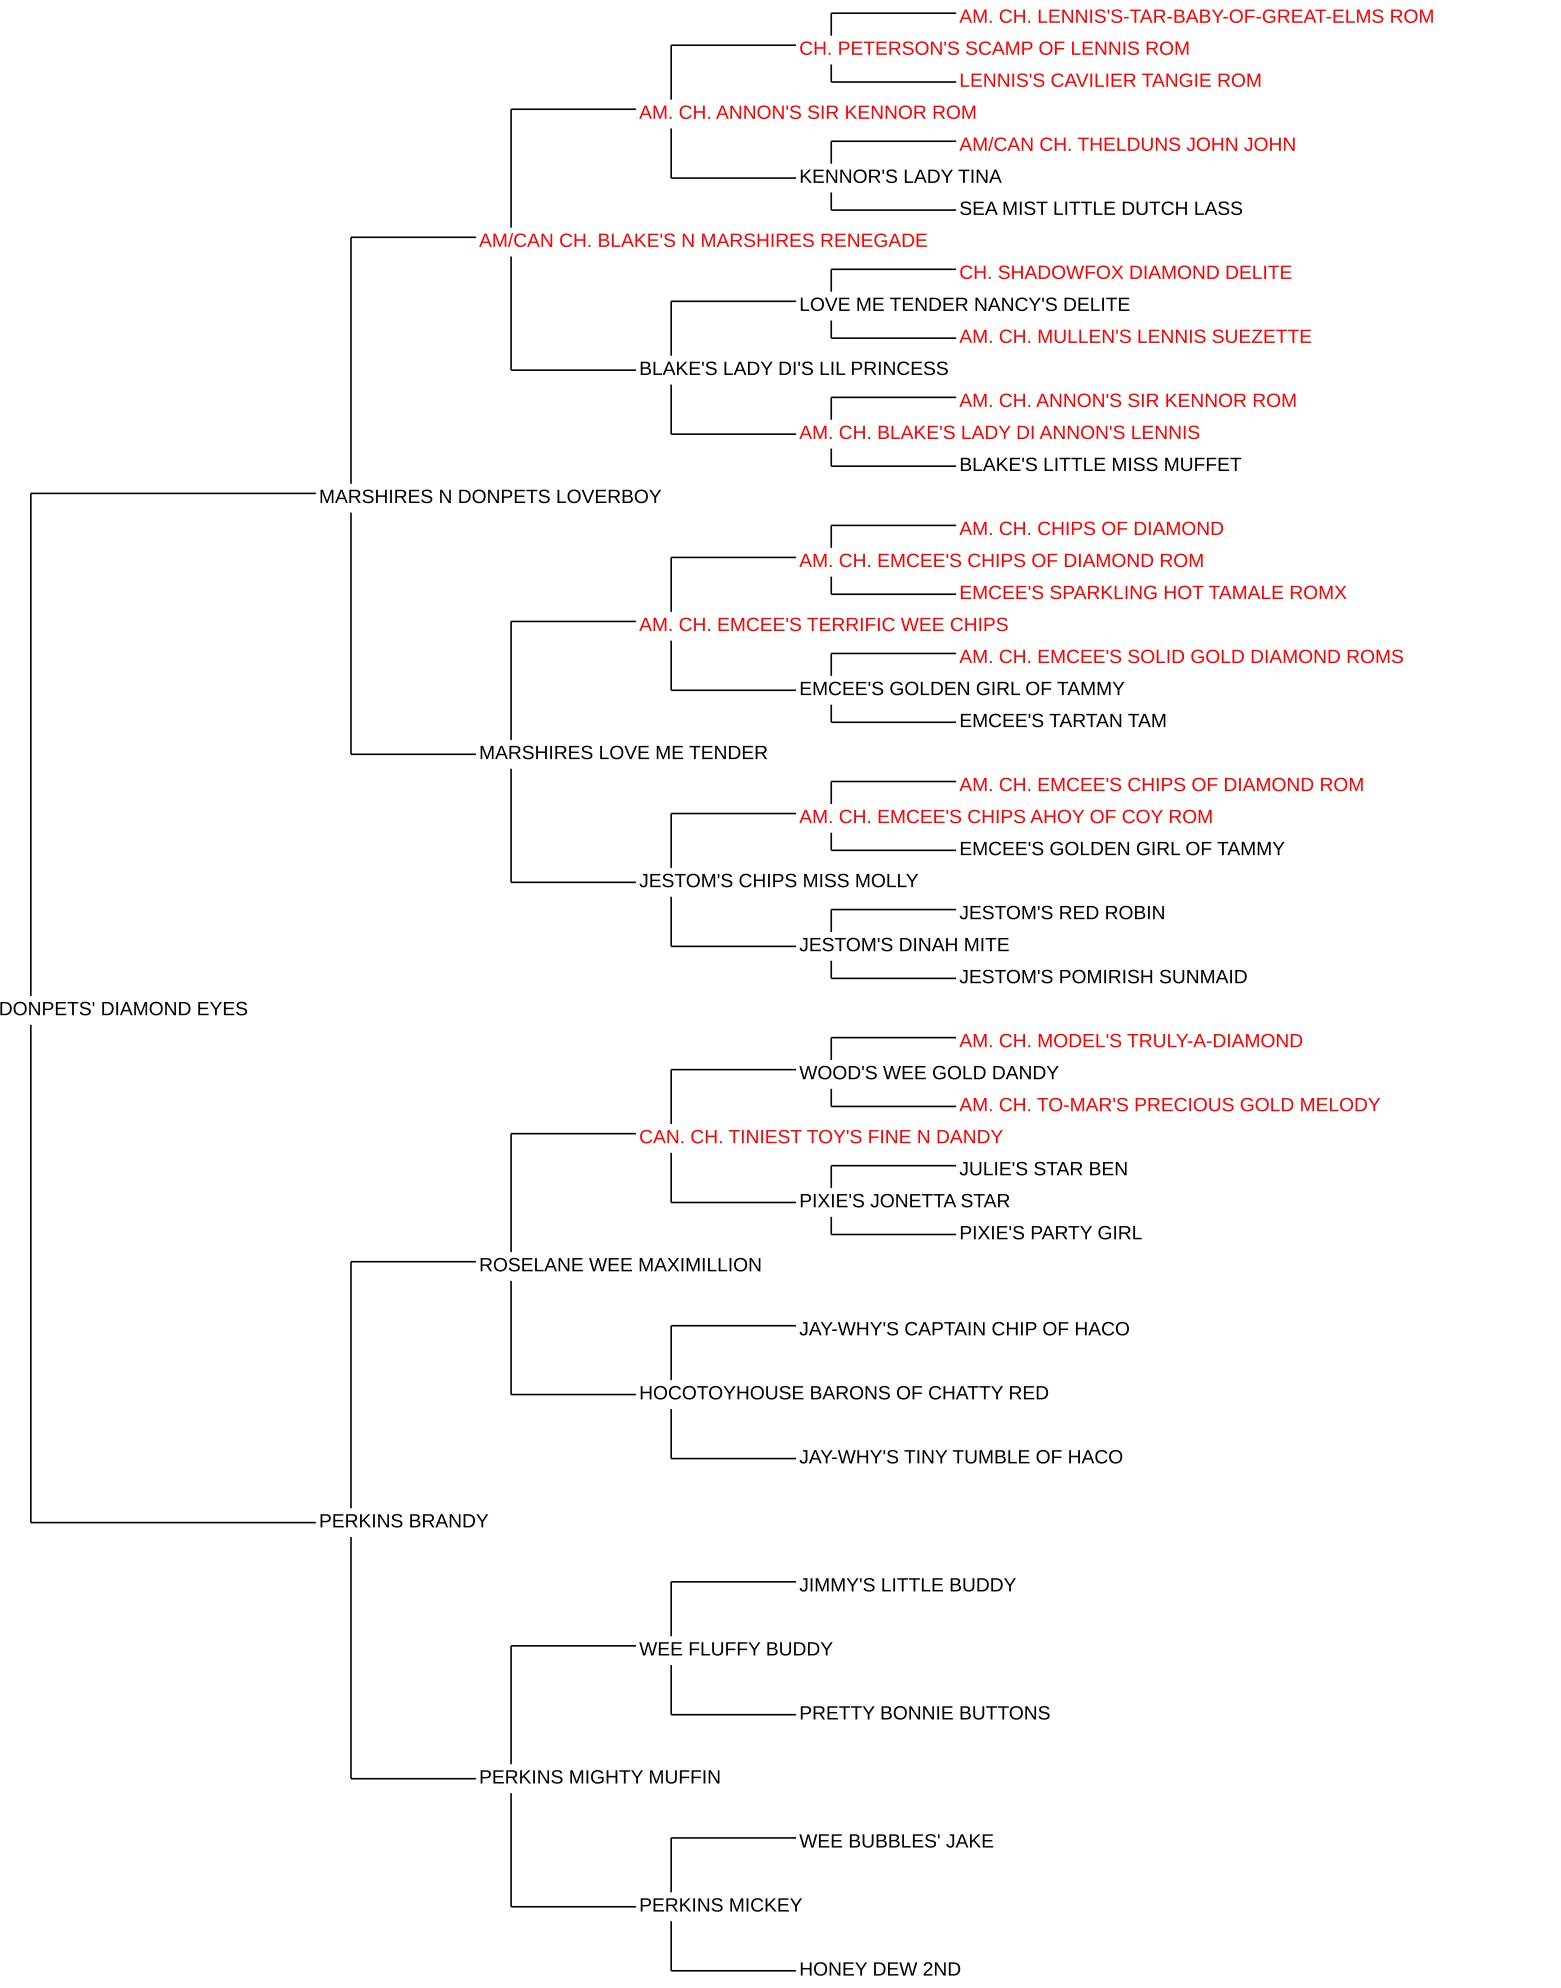 AM. CH. LENNIS'S-TAR-BABY-OF-GREAT-ELMS ROM
CH. PETERSON'S SCAMP OF LENNIS ROM
LENNIS'S CAVILIER TANGIE ROM
AM. CH. ANNON'S SIR KENNOR ROM
AM/CAN CH. THELDUNS JOHN JOHN
KENNOR'S LADY TINA
SEA MIST LITTLE DUTCH LASS
AM/CAN CH. BLAKE'S N MARSHIRES RENEGADE
CH. SHADOWFOX DIAMOND DELITE
LOVE ME TENDER NANCY'S DELITE
AM. CH. MULLEN'S LENNIS SUEZETTE
BLAKE'S LADY DI'S LIL PRINCESS
AM. CH. ANNON'S SIR KENNOR ROM
AM. CH. BLAKE'S LADY DI ANNON'S LENNIS
BLAKE'S LITTLE MISS MUFFET
MARSHIRES N DONPETS LOVERBOY
AM. CH. CHIPS OF DIAMOND
AM. CH. EMCEE'S CHIPS OF DIAMOND ROM
EMCEE'S SPARKLING HOT TAMALE ROMX
AM. CH. EMCEE'S TERRIFIC WEE CHIPS
AM. CH. EMCEE'S SOLID GOLD DIAMOND ROMS
EMCEE'S GOLDEN GIRL OF TAMMY
EMCEE'S TARTAN TAM
MARSHIRES LOVE ME TENDER
AM. CH. EMCEE'S CHIPS OF DIAMOND ROM
AM. CH. EMCEE'S CHIPS AHOY OF COY ROM
EMCEE'S GOLDEN GIRL OF TAMMY
JESTOM'S CHIPS MISS MOLLY
JESTOM'S RED ROBIN
JESTOM'S DINAH MITE
JESTOM'S POMIRISH SUNMAID
DONPETS' DIAMOND EYES
AM. CH. MODEL'S TRULY-A-DIAMOND
WOOD'S WEE GOLD DANDY
AM. CH. TO-MAR'S PRECIOUS GOLD MELODY
CAN. CH. TINIEST TOY'S FINE N DANDY
JULIE'S STAR BEN
PIXIE'S JONETTA STAR
PIXIE'S PARTY GIRL
ROSELANE WEE MAXIMILLION
JAY-WHY'S CAPTAIN CHIP OF HACO
HOCOTOYHOUSE BARONS OF CHATTY RED
JAY-WHY'S TINY TUMBLE OF HACO
PERKINS BRANDY
JIMMY'S LITTLE BUDDY
WEE FLUFFY BUDDY
PRETTY BONNIE BUTTONS
PERKINS MIGHTY MUFFIN
WEE BUBBLES' JAKE
PERKINS MICKEY
HONEY DEW 2ND